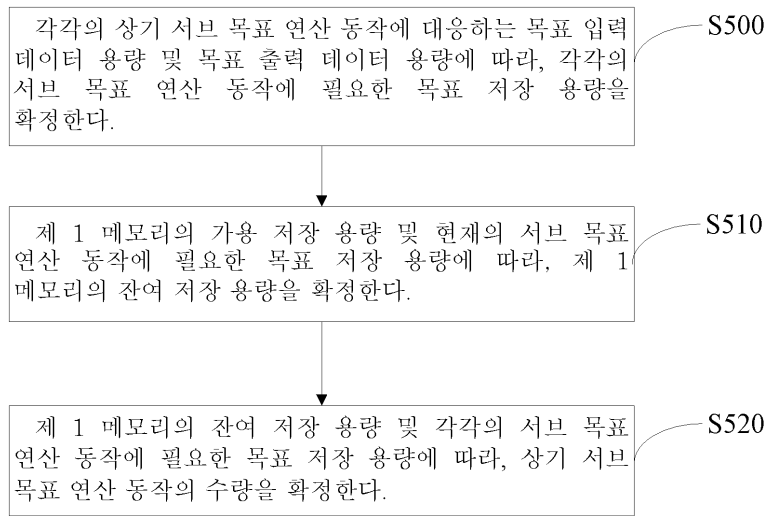 각각의 상기 서브 목표 연산 동작에 대응하는 목표 입력
데이터 용량 및 목표 출력 데이터 용량에 따라, 각각의
서브 목표 연산 동작에 필요한 목표 저장 용량을
확정한다.
S500
제 1 메모리의 가용 저장 용량 및 현재의 서브 목표
연산 동작에 필요한 목표 저장 용량에 따라, 제 1
메모리의 잔여 저장 용량을 확정한다.
S510
제 1 메모리의 잔여 저장 용량 및 각각의 서브 목표
연산 동작에 필요한 목표 저장 용량에 따라, 상기 서브
목표 연산 동작의 수량을 확정한다.
S520